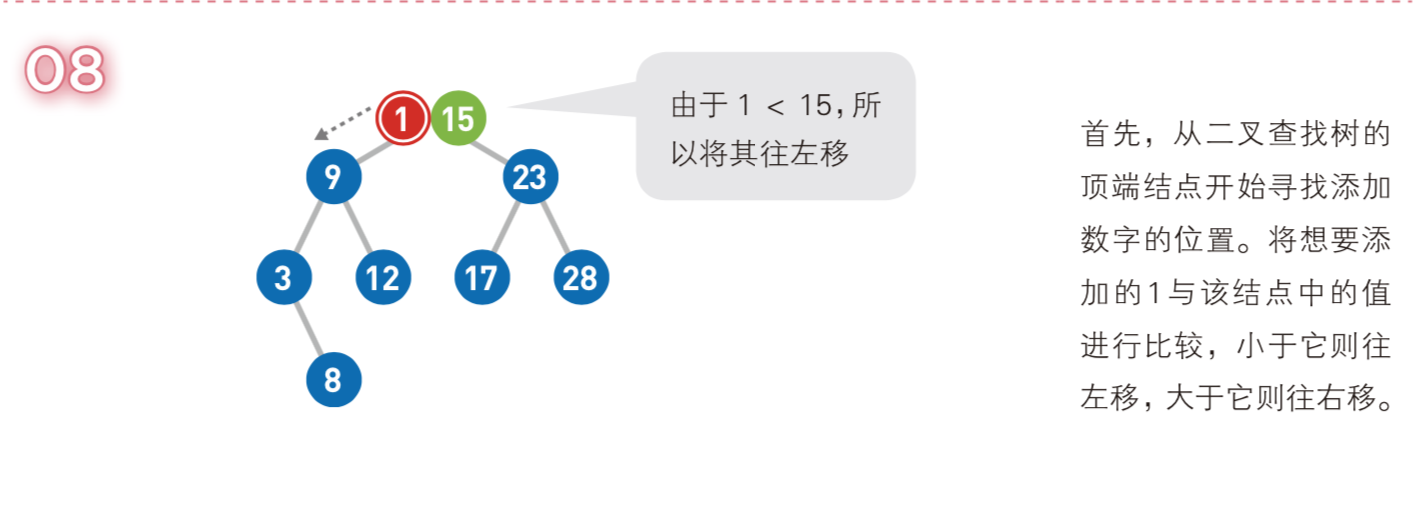 08
1 15
由于 1 < 15,所
以将其往左移
9 23
3 12 17 28
8
首先，从二叉查找树的
顶端结点开始寻找添加
数字的位置。将想要添
加的1与该结点中的值
进行比较，小于它则往
左移，大于它则往右移。